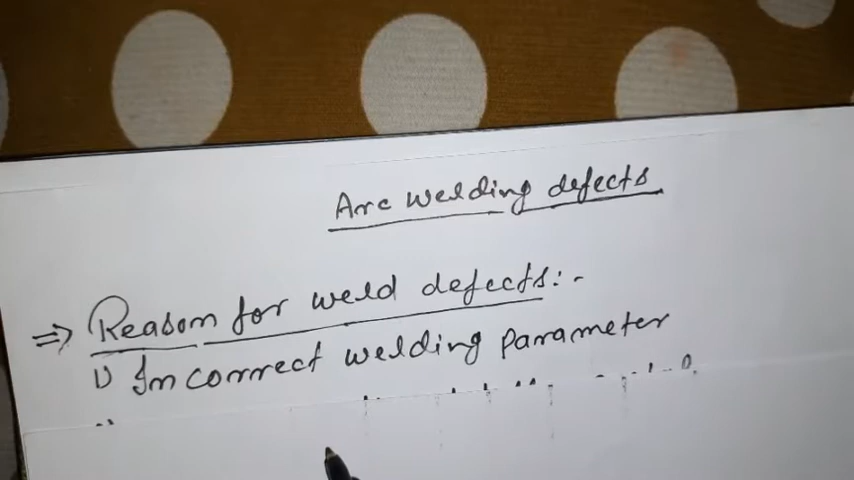 Arc welding defects
⇒ Reason for weld defects:-
1) Incorrect welding parameter